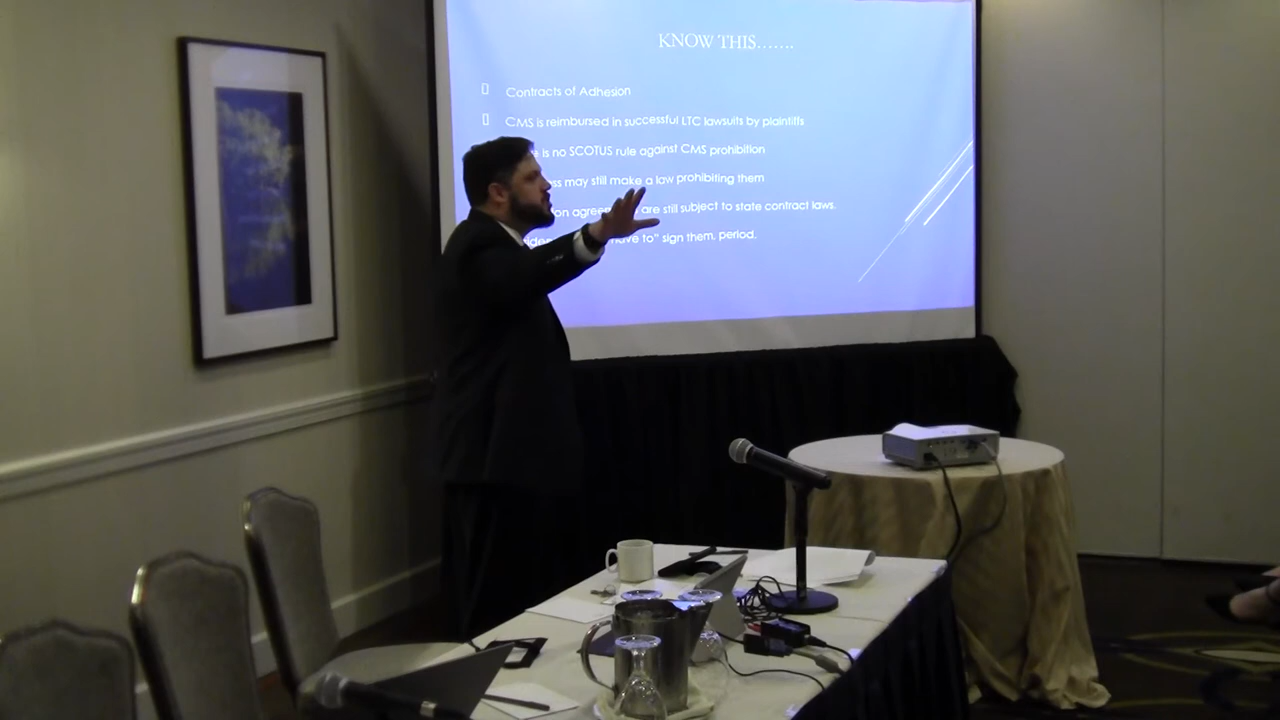 KNOW THIS.......
Contracts of Adhesion
CMS is reimbursed in successful LTC lawsuits by plaintiffs
is no SCOTUS rule against CMS prohibition
may still make a law prohibiting them
are still subject to state contract laws.
to" sign them, period.